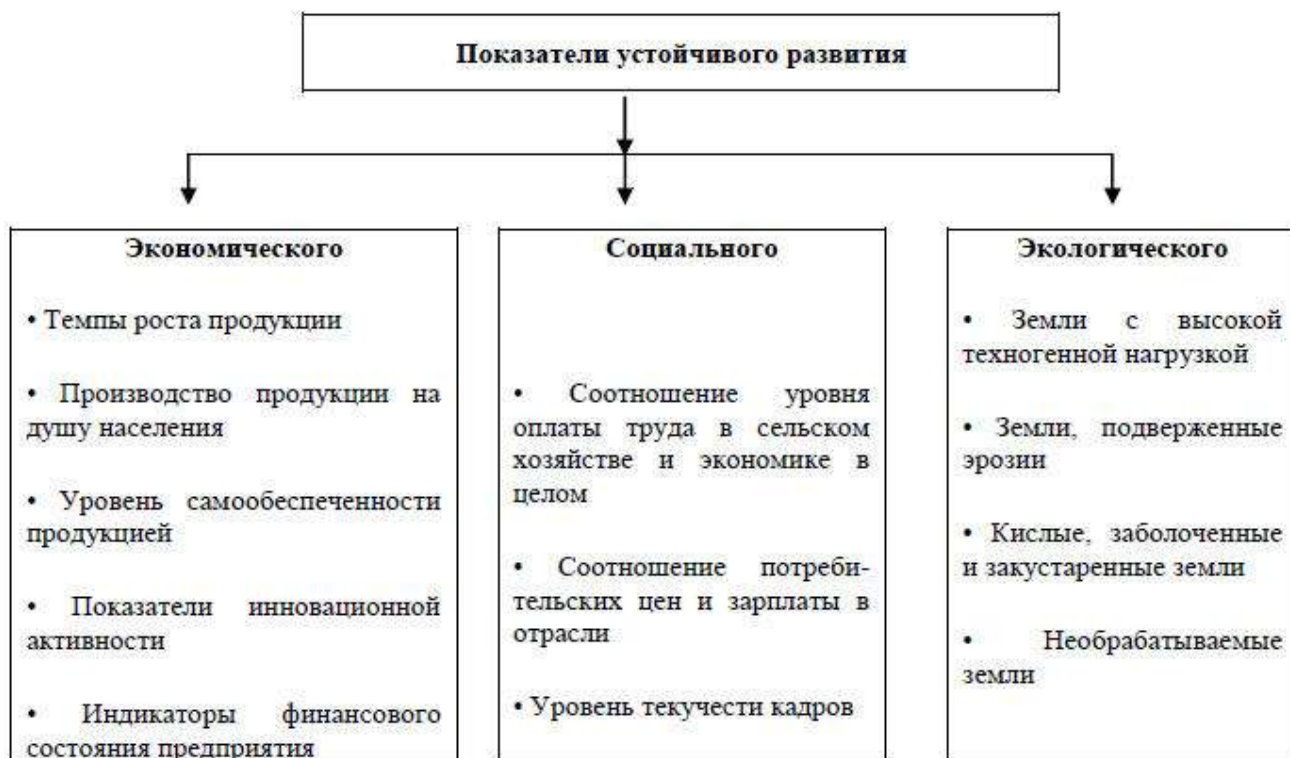 Показатели устойчивого развития
Экономического
• Темпы роста продукции
• Производство продукции на
душу населения
• Уровень самообеспеченности
продукцией
• Показатели инновационной
активности
• Индикаторы финансового
состояния предприятия
Социального
• Соотношение уровня
оплаты труда в сельском
хозяйстве и экономике в
целом
• Соотношение потреби-
тельских цен и зарплаты в
отрасли
• Уровень текучести кадров
Экологического
• Земли с высокой
техногенной нагрузкой
• Земли, подверженные
эрозии
• Кислые, заболоченные
и закустаренные земли
• Необрабатываемые
земли